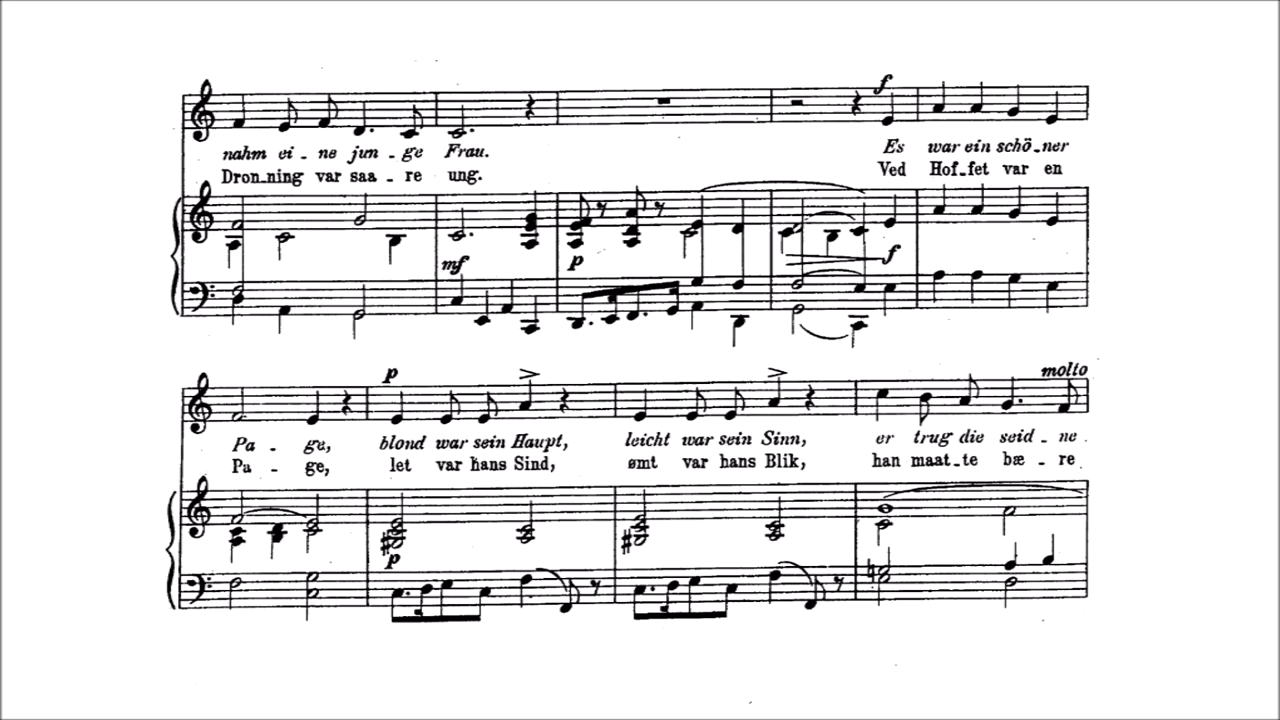 f
nahm ei - ne jun - ge Frau. Es war ein schö - ner
Dron - ning var saa - re ung. Ved Hof - fet var en
mf p f
p molto
Pa - ge, blond war sein Haupt, leicht war sein Sinn, er trug die seid - ne
Pa - ge, let var hans Sind, ømt var hans Blik, han maat - te bæ - re
p